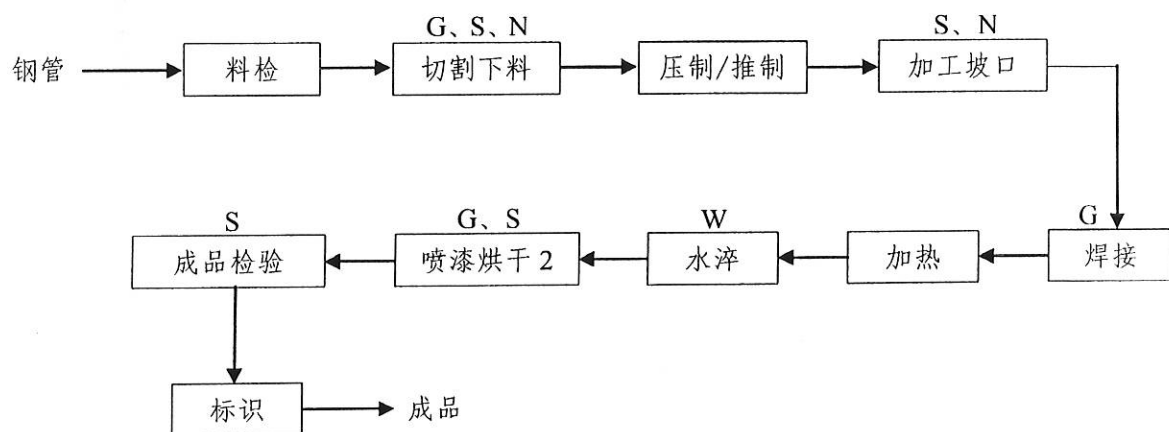 G、S、N
S、N
钢管
料检
切割下料
压制/推制
加工坡口
S
G、S
W
G
成品检验
喷漆烘干 2
水淬
加热
焊接
标识
成品